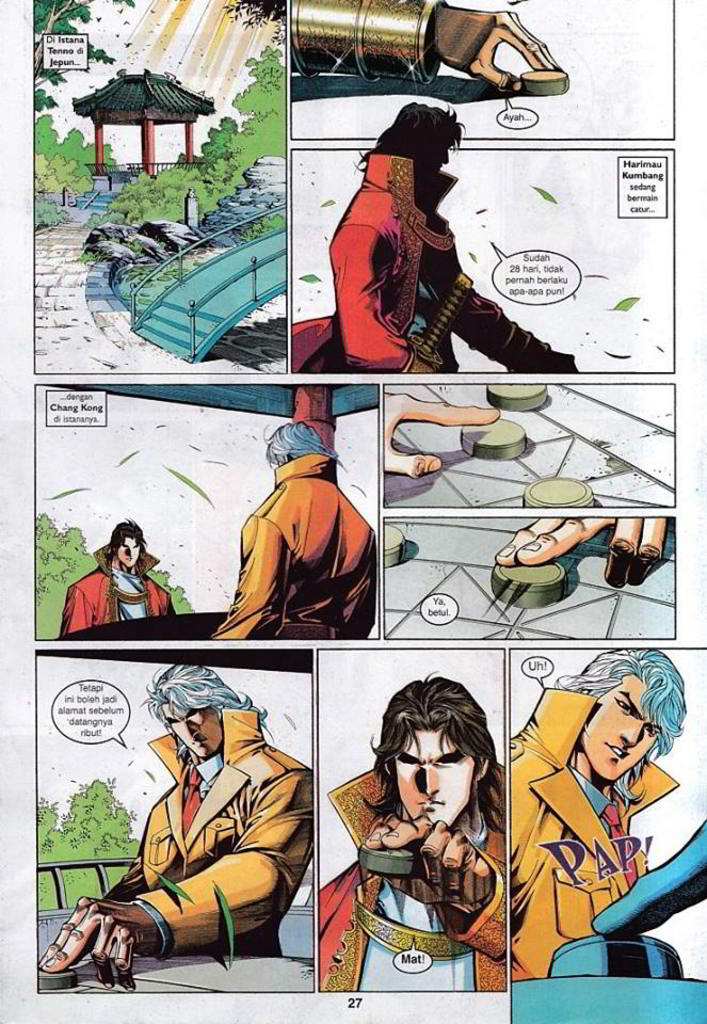 Di Istana
Tenno di
Jepun...
Ayah...
Harimau
Kumbang
sedang
bermain
catur...
Sudah
28 hari, tidak
pernah berlaku
apa-apa pun!
...dengan
Chang Kong
di istananya.
Ya,
betul.
Tetapi
ini boleh jadi
alamat sebelum
'datangnya
ribut!
Mat!
Uh!
PAP!
27